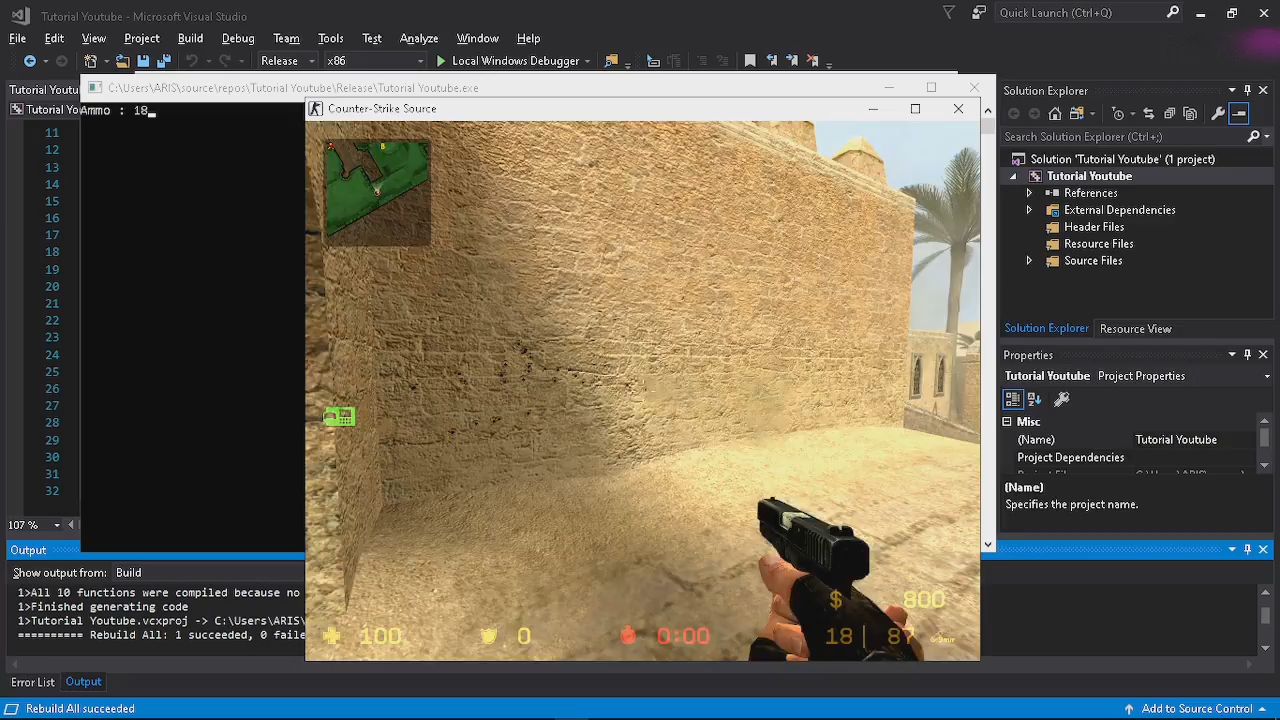 Tutorial Youtube - Microsoft Visual Studio
Quick Launch (Ctrl+Q)
File Edit View Project Build Debug Team Tools Test Analyze Window Help
Release x86 Local Windows Debugger
Tutorial Youtube
C:\Users\ARIS\source\repos\Tutorial Youtube\Release\Tutorial Youtube.exe
Solution Explorer
Tutorial Yo
Ammo : 18
Counter-Strike Source
11
12
13
14
15
16
17
18
19
20
21
22
23
24
25
26
27
28
29
30
31
32
B
Search Solution Explorer (Ctrl+;)
Solution 'Tutorial Youtube' (1 project)
Tutorial Youtube
References
External Dependencies
Header Files
Resource Files
Source Files
Solution Explorer Resource View
Properties
Tutorial Youtube Project Properties
Misc
(Name) Tutorial Youtube
Project Dependencies
(Name)
Specifies the project name.
$ 800
100 0 0:00 18 | 87
107 %
Output
Show output from: Build
1>All 10 functions were compiled because no
1>Finished generating code
1>Tutorial Youtube.vcxproj -> C:\Users\ARIS\
========== Rebuild All: 1 succeeded, 0 faile
Error List Output
Rebuild All succeeded
Add to Source Control